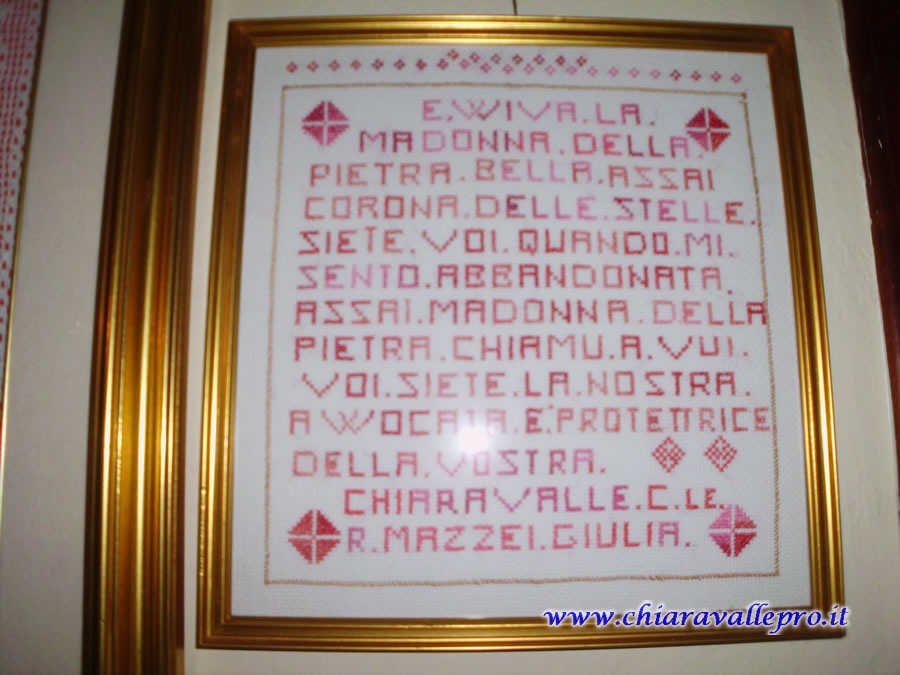 E.WIVA.LA.
MADONNA.DELLA.
PIETRA.BELLA.ASSAI
CORONA.DELLE.STELLE.
SIETE.VOI.QUANDO.MI.
SENTO.ABBANDONATA.
ASSAI.MADONNA.DELLA
PIETRA.CHIAMU.A.VUI.
VOI.SIETE.LA.NOSTRA.
AWOCATA.E.PROTETTRICE
DELLA.VOSTRA.
CHIARAVALLE.C.LE.
R.MAZZEI.GIULIA.
www.chiaravallepro.it